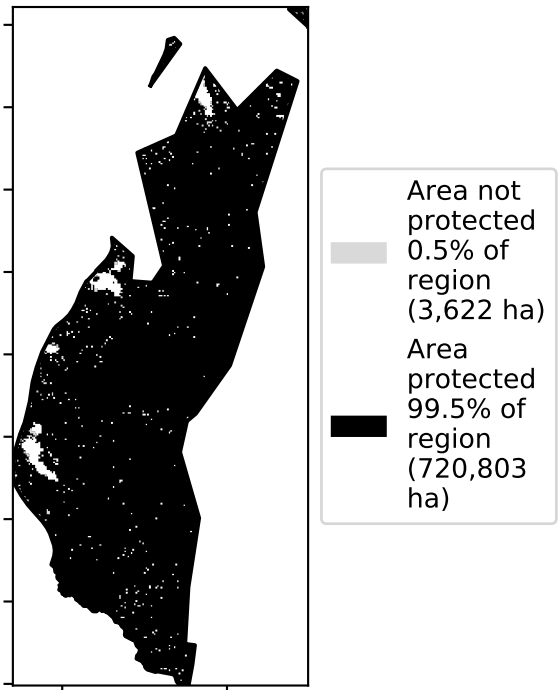 Area not
protected
0.5% of
region
(3,622 ha)
Area
protected
99.5% of
region
(720,803
ha)